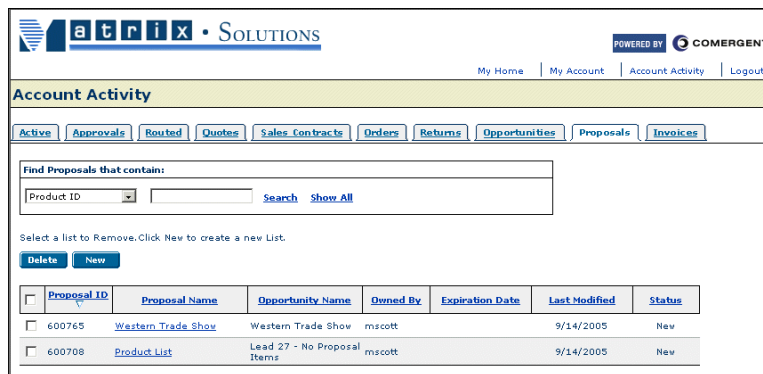 Matrix • SOLUTIONS
POWERED BY COMERGENT
My Home My Account Account Activity Logout
Account Activity
Active Approvals Routed Quotes Sales Contracts Orders Returns Opportunities Proposals Invoices
Find Proposals that contain:
Product ID Search Show All
Select a list to Remove.Click New to create a new List.
Delete New
Proposal ID Proposal Name Opportunity Name Owned By Expiration Date Last Modified Status
600765 Western Trade Show Western Trade Show mscott 9/14/2005 New
600708 Product List Lead 27 - No Proposal Items mscott 9/14/2005 New